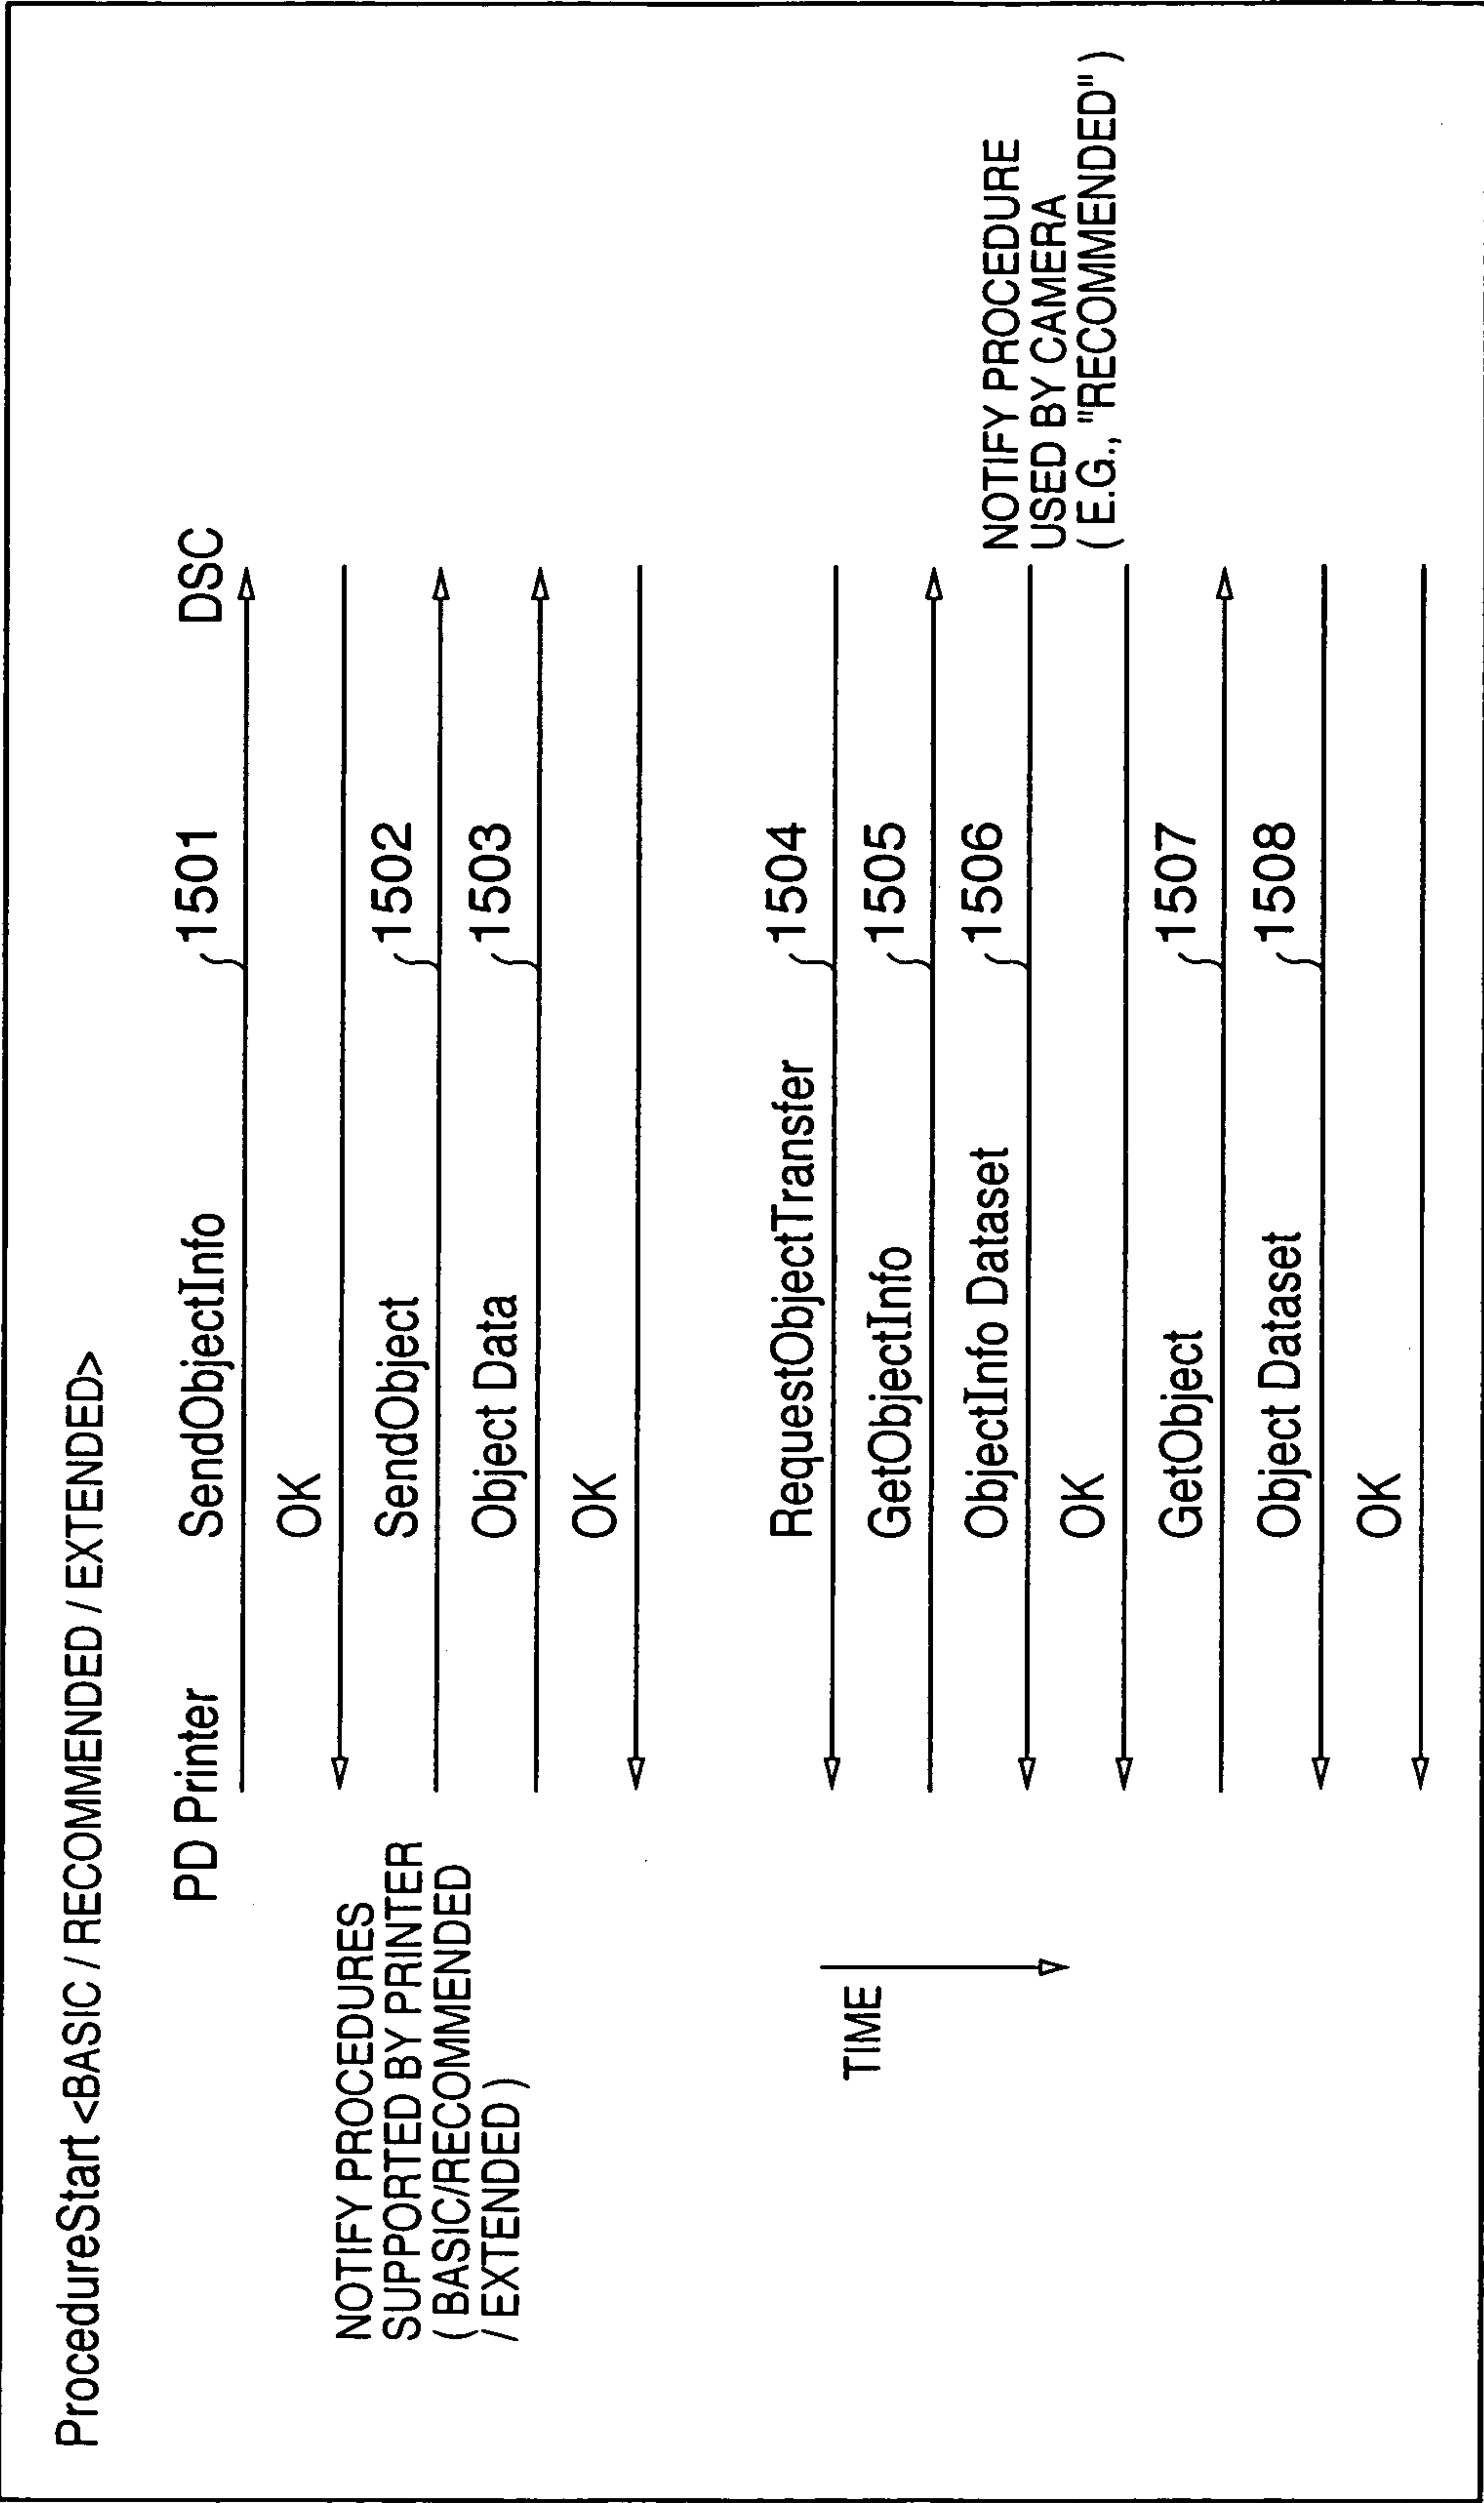 ProcedureStart <BASIC / RECOMMENDED / EXTENDED>
PD Printer
DSC
SendObjectInfo
1501
OK
NOTIFY PROCEDURES
SUPPORTED BY PRINTER
( BASIC/RECOMMENDED
/ EXTENDED )
SendObject
1502
Object Data
1503
OK
RequestObjectTransfer
1504
TIME
GetObjectInfo
1505
ObjectInfo Dataset
1506
NOTIFY PROCEDURE
USED BY CAMERA
( E.G., "RECOMMENDED" )
OK
GetObject
1507
Object Dataset
1508
OK